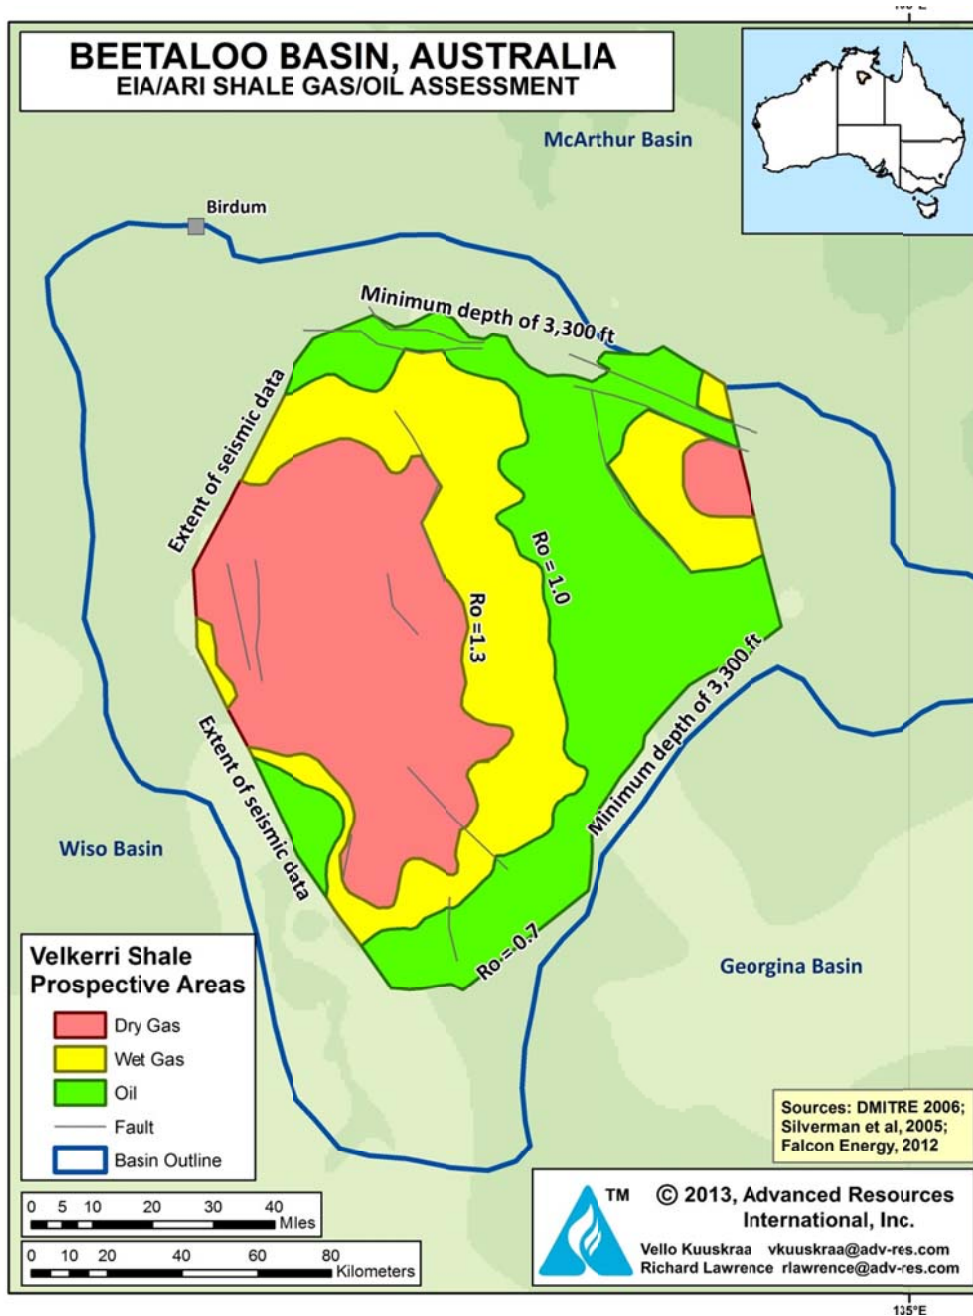 BEETALOO BASIN, AUSTRALIA
EIA/ARI SHALE GAS/OIL ASSESSMENT
McArthur Basin
Birdum
Minimum depth of 3,300 ft
Extent of seismic data
Ro = 1.0
Ro = 1.3
Minimum depth of 3,300 ft
Extent of seismic data
Wiso Basin
Ro = 0.7
Georgina Basin
Velkerri Shale
Prospective Areas
Dry Gas
Wet Gas
Oil
Fault
Basin Outline
Sources: DMITRE 2006;
Silverman et al, 2005;
Falcon Energy, 2012
0 5 10 20 30 40
Miles
0 10 20 40 60 80
Kilometers
TM
© 2013, Advanced Resources
International, Inc.
Vello Kuuskraa vkuuskraa@adv-res.com
Richard Lawrence rlawrence@adv-res.com
135°E